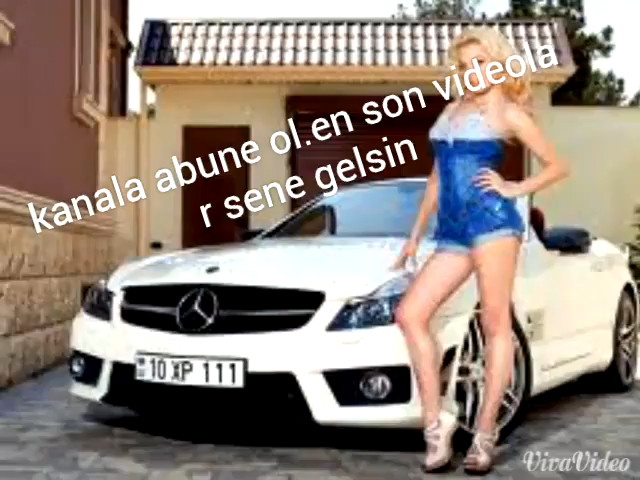 kanala abune ol.en son videola
r sene gelsin
10 XP 111
VivaVideo